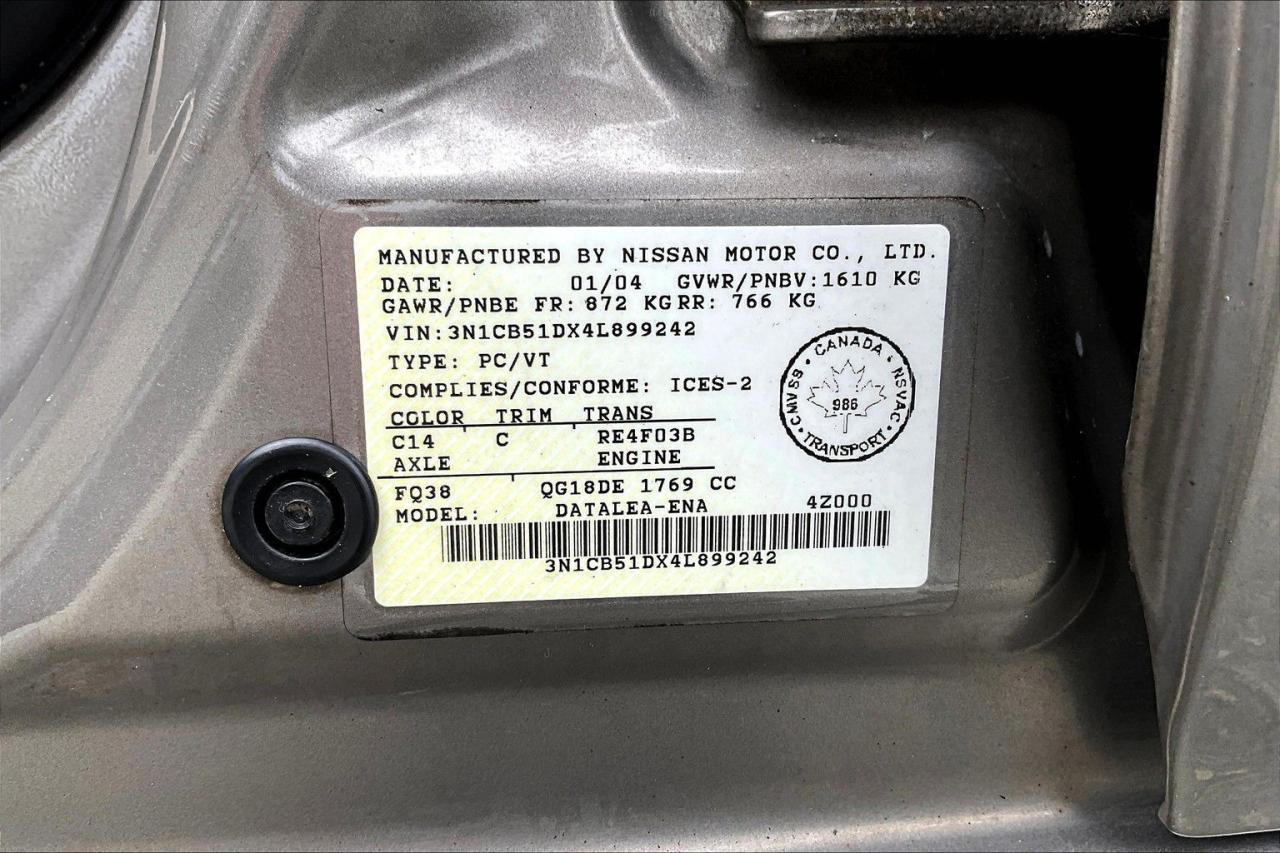 MANUFACTURED BY NISSAN MOTOR CO., LTD.
DATE: 01/04 GVWR/PNBV:1610 KG
GAWR/PNBE FR: 872 KG RR: 766 KG
VIN:3N1CB51DX4L899242
TYPE: PC/VT
COMPLIES/CONFORME: ICES-2
COLOR TRIM TRANS
C14 C RE4F03B
AXLE ENGINE
FQ38 QG18DE 1769 CC
MODEL: DATALEA-ENA 4Z000
3N1CB51DX4L899242
CANADA • NSVAC • TRANSPORT • CMVSS •
986